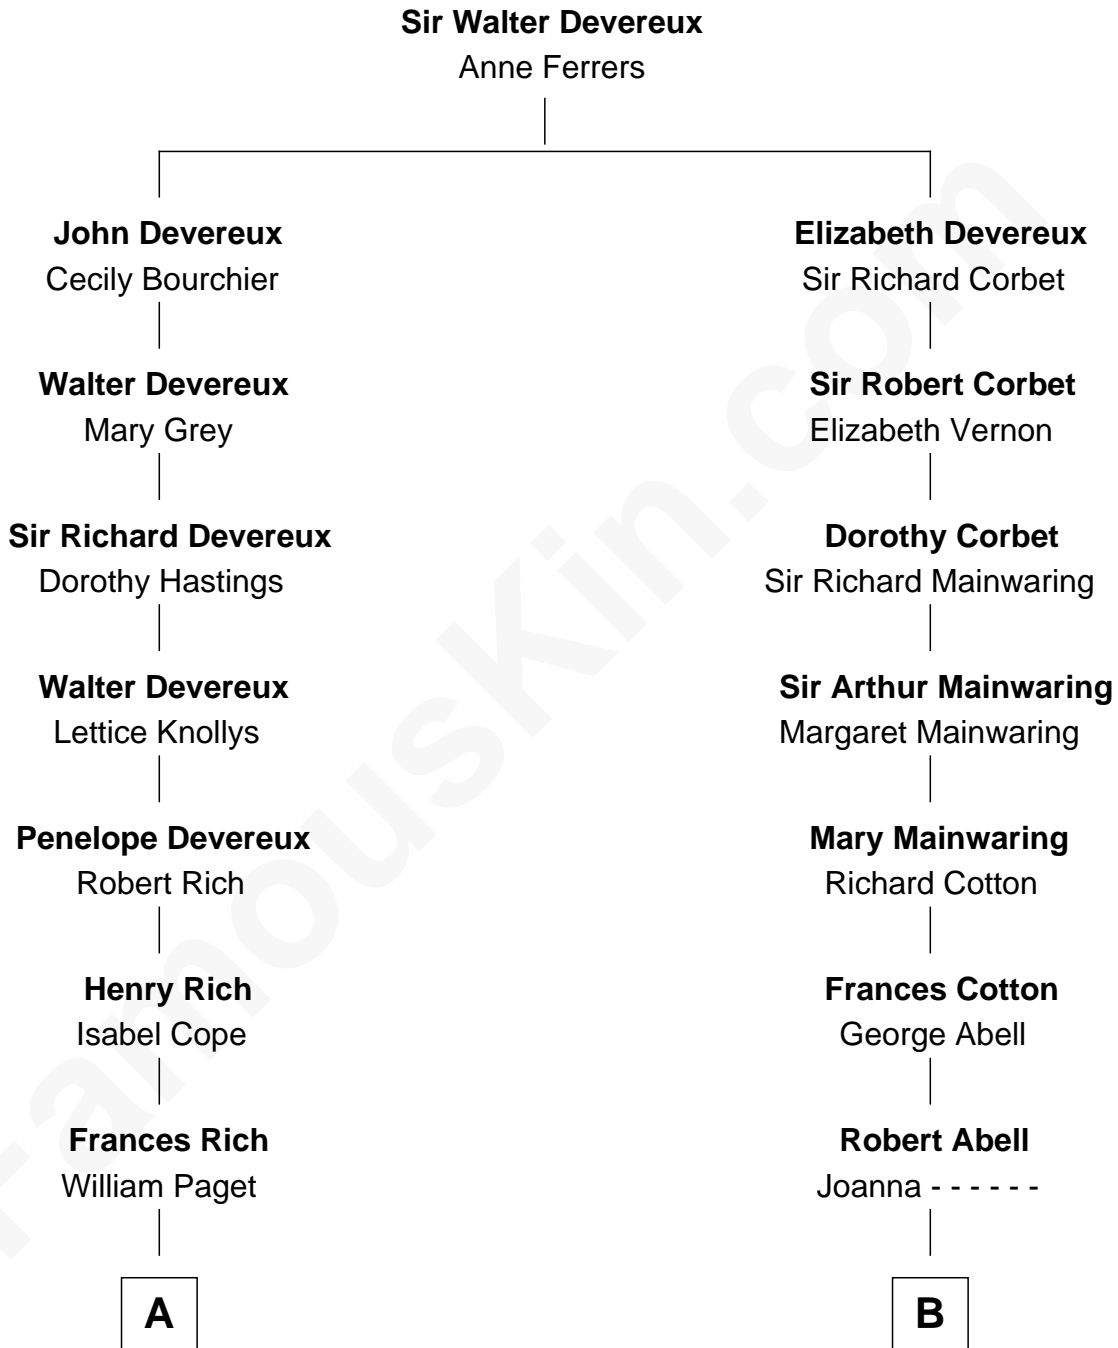 Sir Walter Devereux
Anne Ferrers
John Devereux
Cecily Bourchier
Walter Devereux
Mary Grey
Sir Richard Devereux
Dorothy Hastings
Walter Devereux
Lettice Knollys
Penelope Devereux
Robert Rich
Henry Rich
Isabel Cope
Frances Rich
William Paget
A
Elizabeth Devereux
Sir Richard Corbet
Sir Robert Corbet
Elizabeth Vernon
Dorothy Corbet
Sir Richard Mainwaring
Sir Arthur Mainwaring
Margaret Mainwaring
Mary Mainwaring
Richard Cotton
Frances Cotton
George Abell
Robert Abell
Joanna - - - - - -
B
FamousKin.com